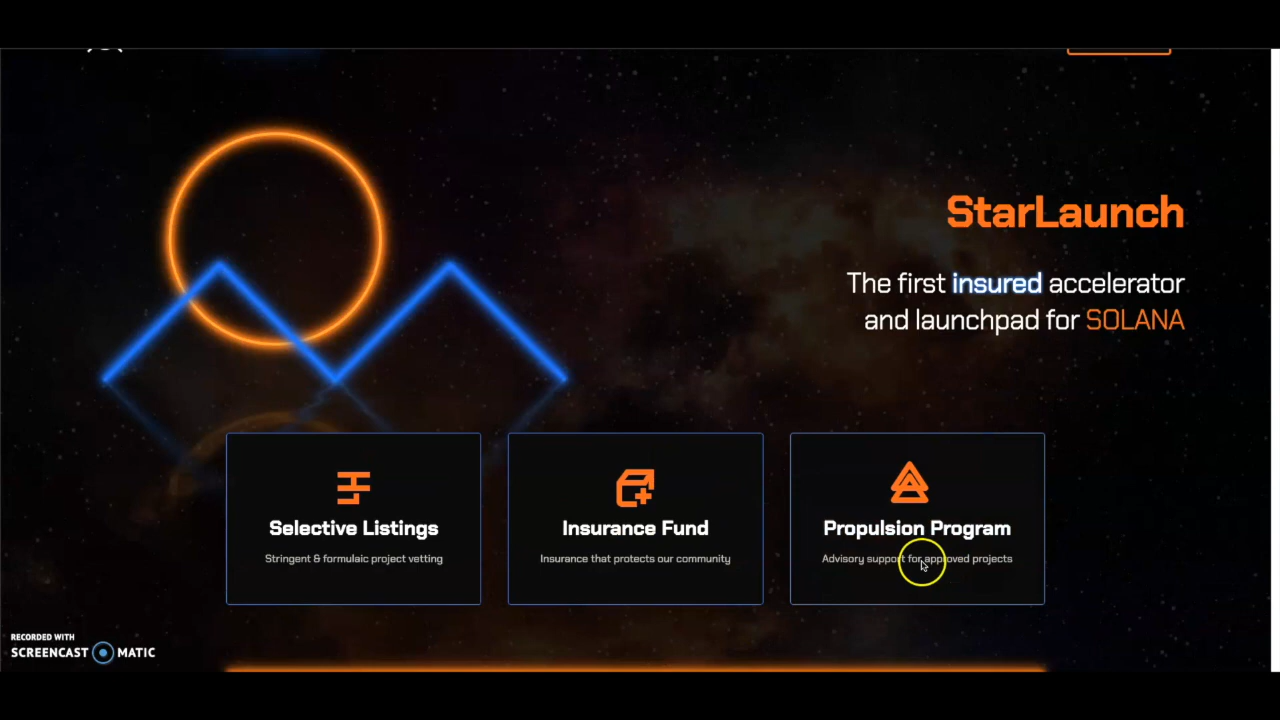 StarLaunch
The first insured accelerator
and launchpad for SOLANA
Selective Listings
Stringent & formulaic project vetting
Insurance Fund
Insurance that protects our community
Propulsion Program
Advisory support for approved projects
RECORDED WITH
SCREENCAST MATIC